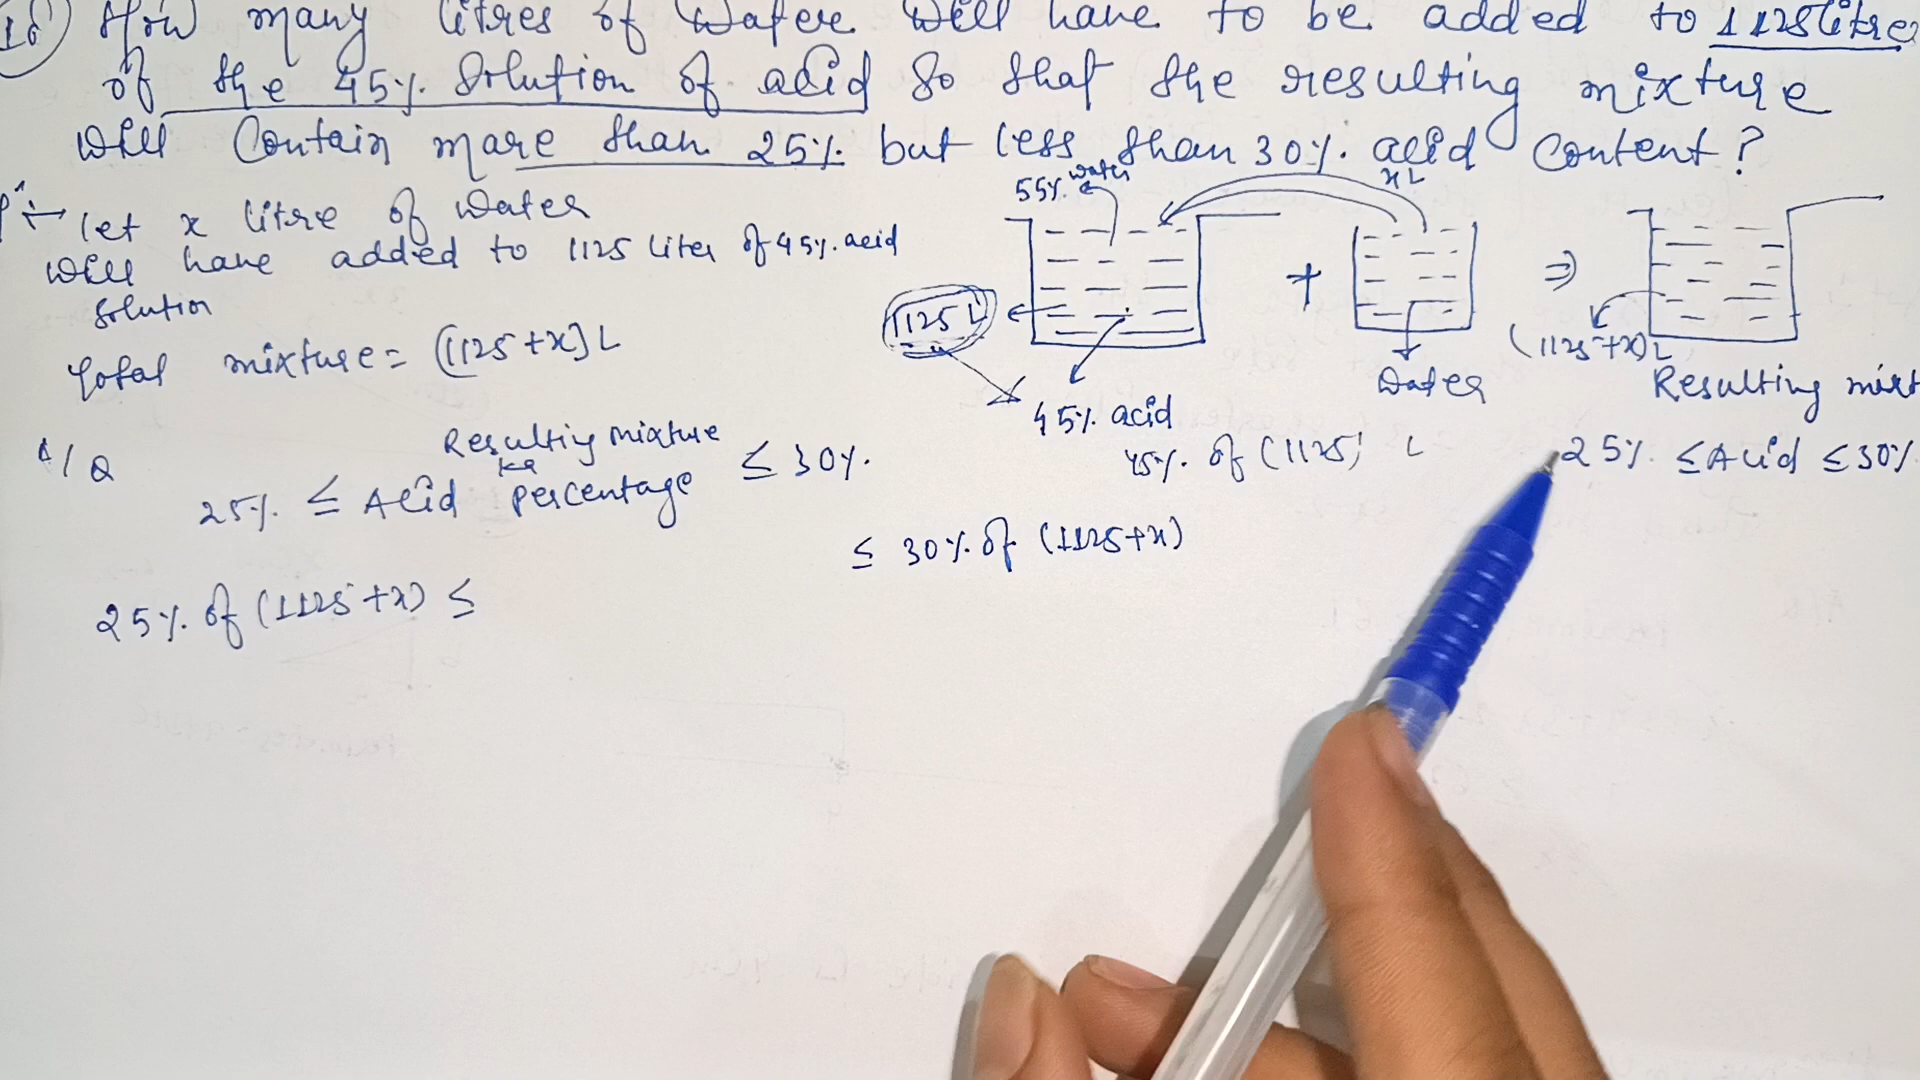 How many litres of water will have to be added to 1125 litre
of the 45% Solution of acid so that the resulting mixture
will Contain more than 25% but less than 30% acid Content?
let x litre of water
will have added to 1125 liter of 45% acid
Solution
Total mixture = (1125 + x) L
55% water
x L
+ ⇒
1125 L
45% acid
45% of (1125) L
Water
(1125 + x) L
Resulting mixt
25% ≤ Acid ≤ 30%
A/Q
Resulting mixture
ka
25% ≤ Acid percentage ≤ 30%.
25% of (1125 + x) ≤
≤ 30% of (1125 + x)